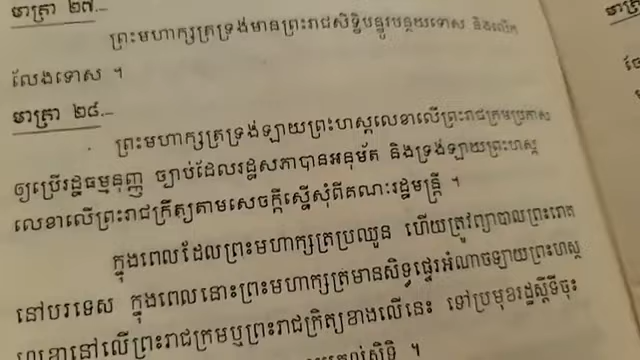 មាត្រា ២៧.–
ព្រះមហាក្សត្រទ្រង់មានព្រះរាជសិទ្ធិបន្ធូរបន្ថយទោស និងលើក
លែងទោស ។
មាត្រា ២៨.–
ព្រះមហាក្សត្រទ្រង់ឡាយព្រះហស្តលេខាលើព្រះរាជក្រមប្រកាស
ឲ្យប្រើរដ្ឋធម្មនុញ្ញ ច្បាប់ដែលរដ្ឋសភាបានអនុម័ត និងទ្រង់ឡាយព្រះហស្ត
លេខាលើព្រះរាជក្រឹត្យតាមសេចក្តីស្នើសុំពីគណៈរដ្ឋមន្ត្រី ។
ក្នុងពេលដែលព្រះមហាក្សត្រប្រឈួន ហើយត្រូវព្យាបាលព្រះរោគ
នៅបរទេស ក្នុងពេលនោះព្រះមហាក្សត្រមានសិទ្ធផ្ទេរអំណាចឡាយព្រះហស្ត
លេខានៅលើព្រះរាជក្រមឬព្រះរាជក្រឹត្យខាងលើនេះ ទៅប្រមុខរដ្ឋស្តីទីចុះ